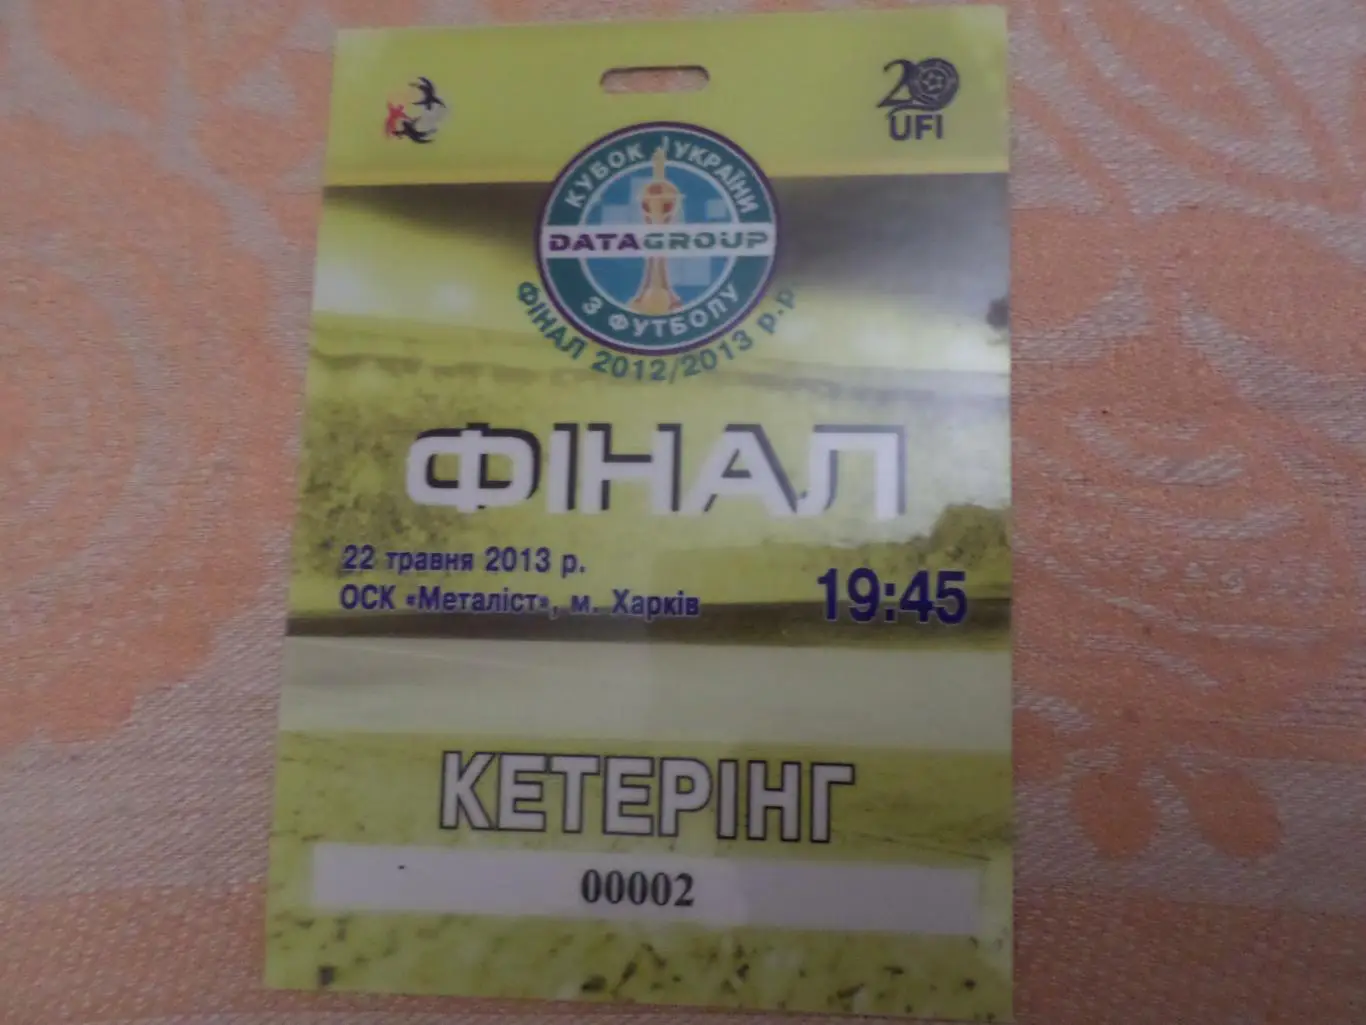 20
UFI
КУБОК УКРАЇНИ
DATAGROUP
З ФУТБОЛУ
ФІНАЛ 2012/2013 р.р.
ФІНАЛ
22 травня 2013 р.
ОСК «Металіст», м. Харків
19:45
КЕТЕРІНГ
00002